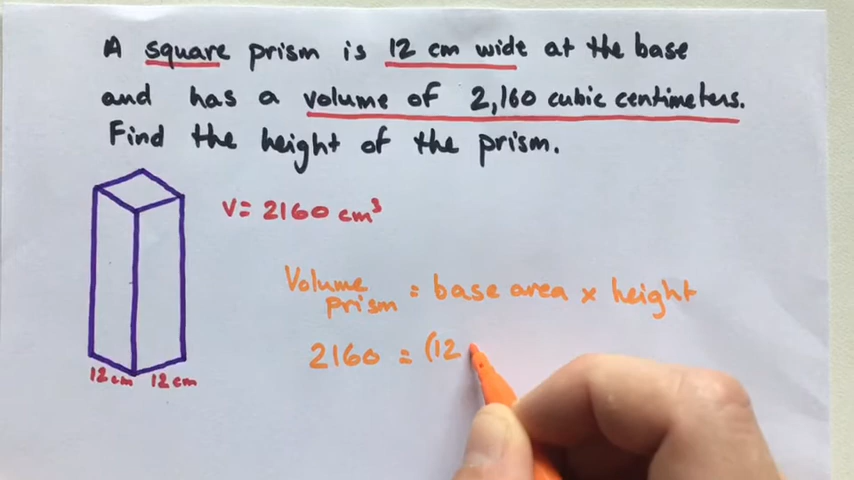 A square prism is 12 cm wide at the base
and has a volume of 2,160 cubic centimeters.
Find the height of the prism.
V= 2160 cm³
Volume
prism = base area x height
2160 = (12
12cm 12cm